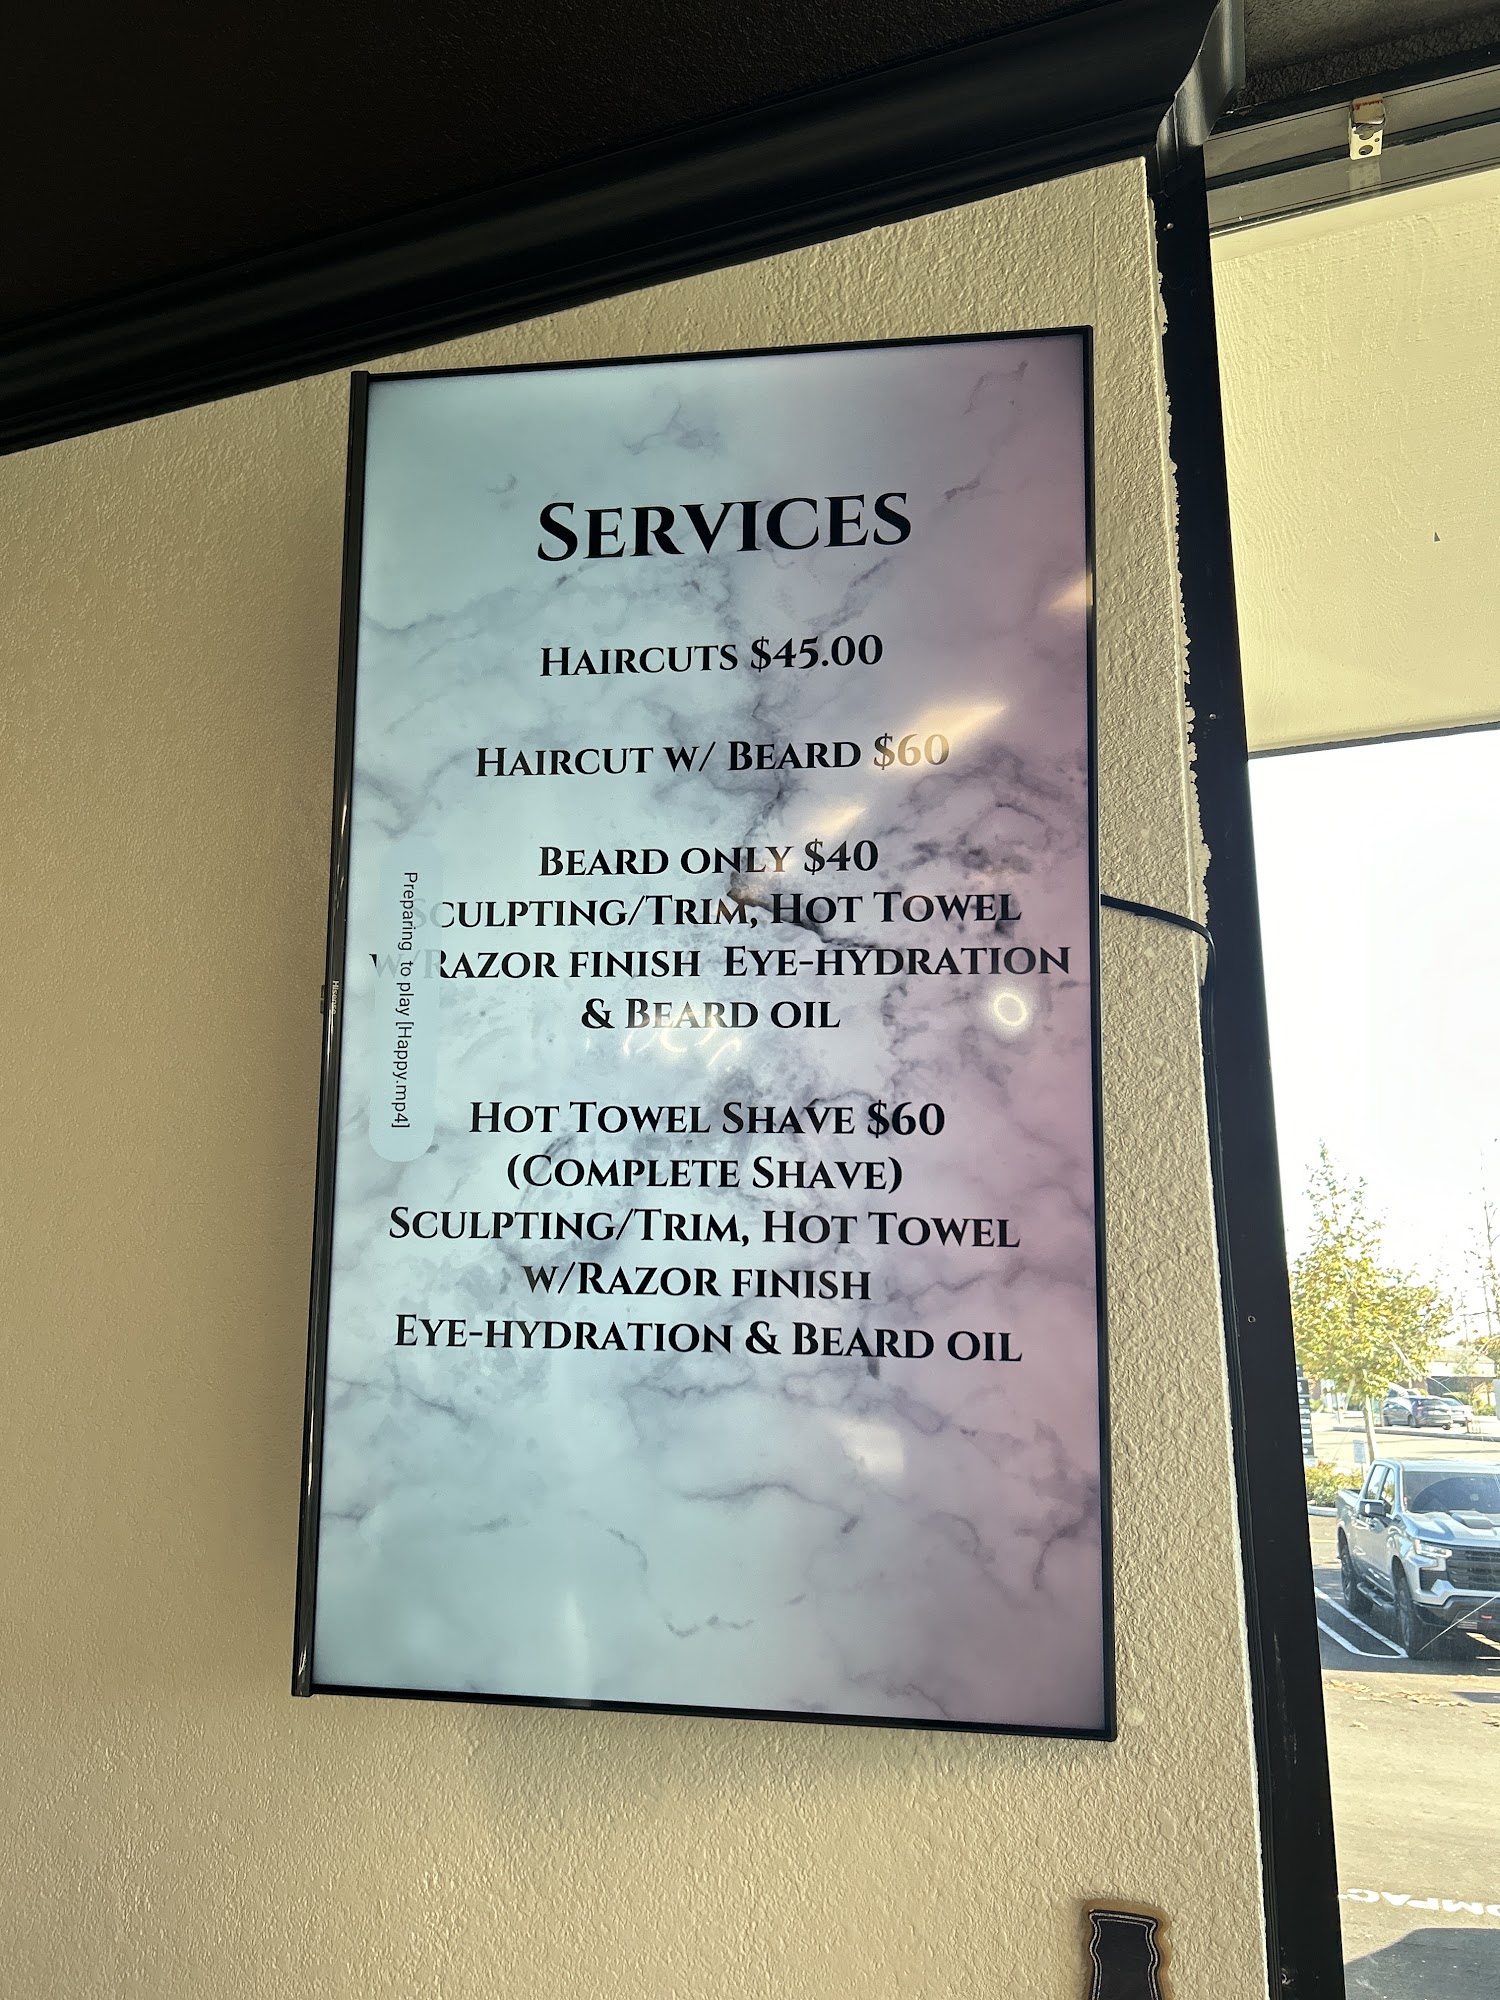 Services
Haircuts $45.00
Haircut w/ Beard $60
Beard only $40
Sculpting/Trim, Hot Towel
w/Razor finish Eye-hydration
& Beard oil
Hot Towel Shave $60
(Complete Shave)
Sculpting/Trim, Hot Towel
w/Razor finish
Eye-hydration & Beard oil
Preparing to play [Happy.mp4]
Hisense